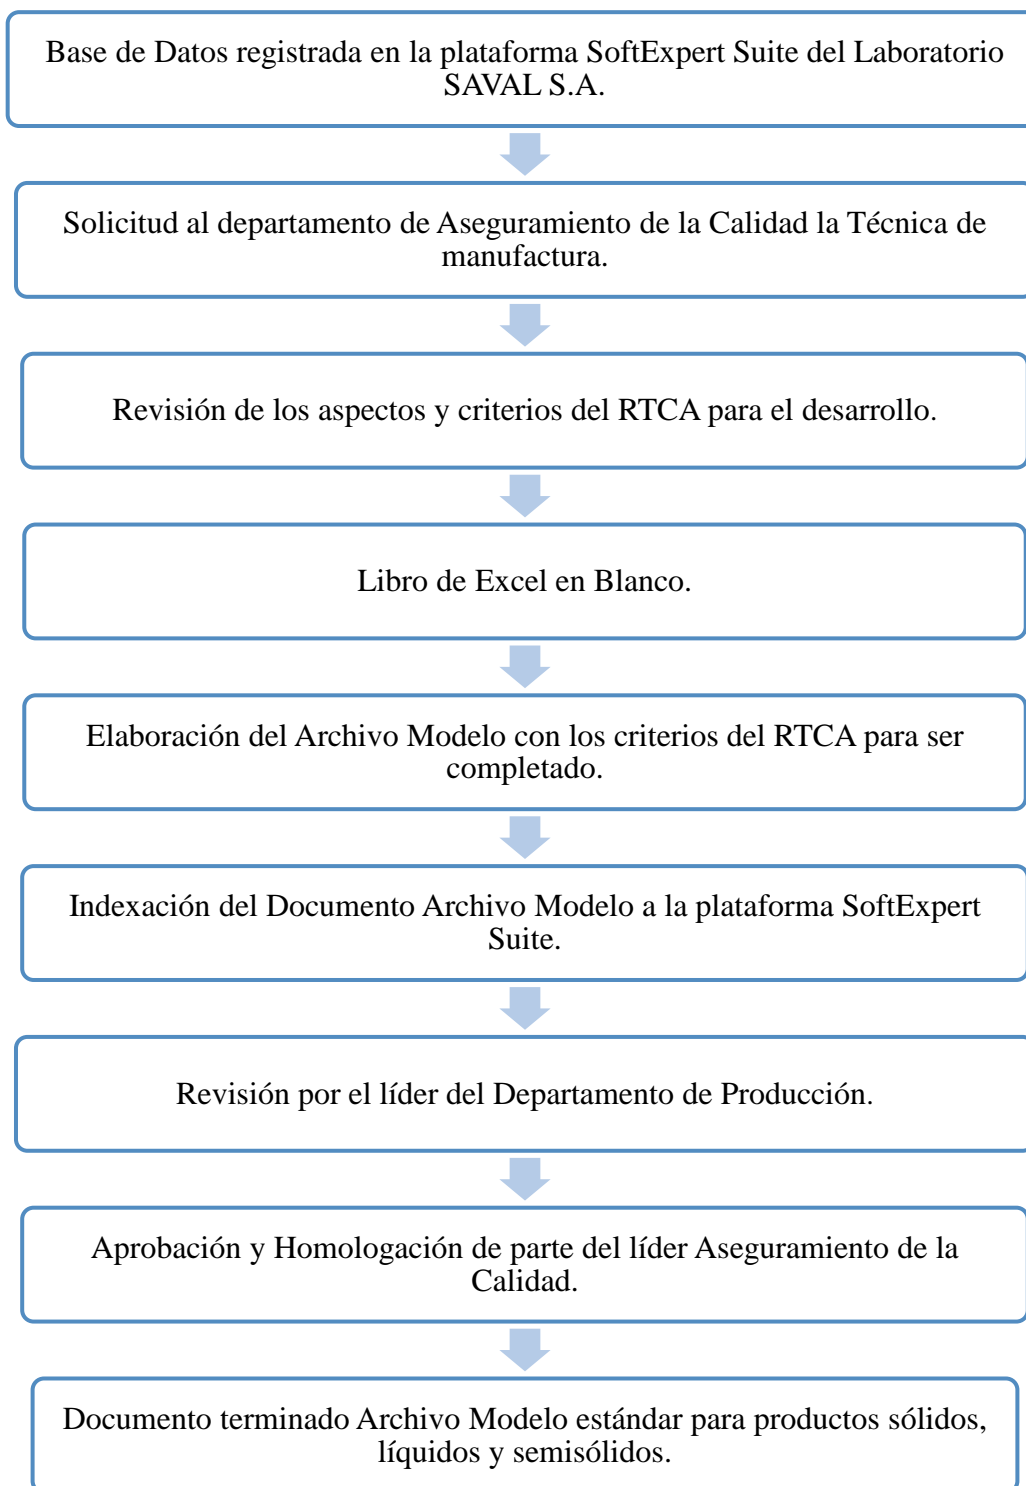 Base de Datos registrada en la plataforma SoftExpert Suite del Laboratorio
SAVAL S.A.
Solicitud al departamento de Aseguramiento de la Calidad la Técnica de
manufactura.
Revisión de los aspectos y criterios del RTCA para el desarrollo.
Libro de Excel en Blanco.
Elaboración del Archivo Modelo con los criterios del RTCA para ser
completado.
Indexación del Documento Archivo Modelo a la plataforma SoftExpert
Suite.
Revisión por el líder del Departamento de Producción.
Aprobación y Homologación de parte del líder Aseguramiento de la
Calidad.
Documento terminado Archivo Modelo estándar para productos sólidos,
líquidos y semisólidos.